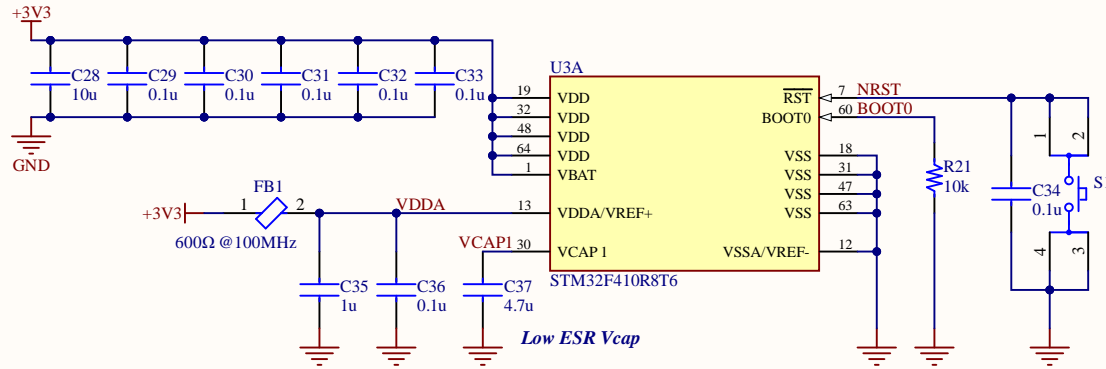 +3V3
C28
10u
C29
0.1u
C30
0.1u
C31
0.1u
C32
0.1u
C33
0.1u
GND
U3A
19 VDD
32 VDD
48 VDD
64 VDD
1 VBAT
13 VDDA/VREF+
30 VCAP 1
RST 7 NRST
BOOT0 60 BOOT0
VSS 18
VSS 31
VSS 47
VSS 63
VSSA/VREF- 12
STM32F410R8T6
+3V3
FB1
1 2
600Ω @100MHz
VDDA
VCAP1
C35
1u
C36
0.1u
C37
4.7u
Low ESR Vcap
R21
10k
C34
0.1u
1 2
4 3